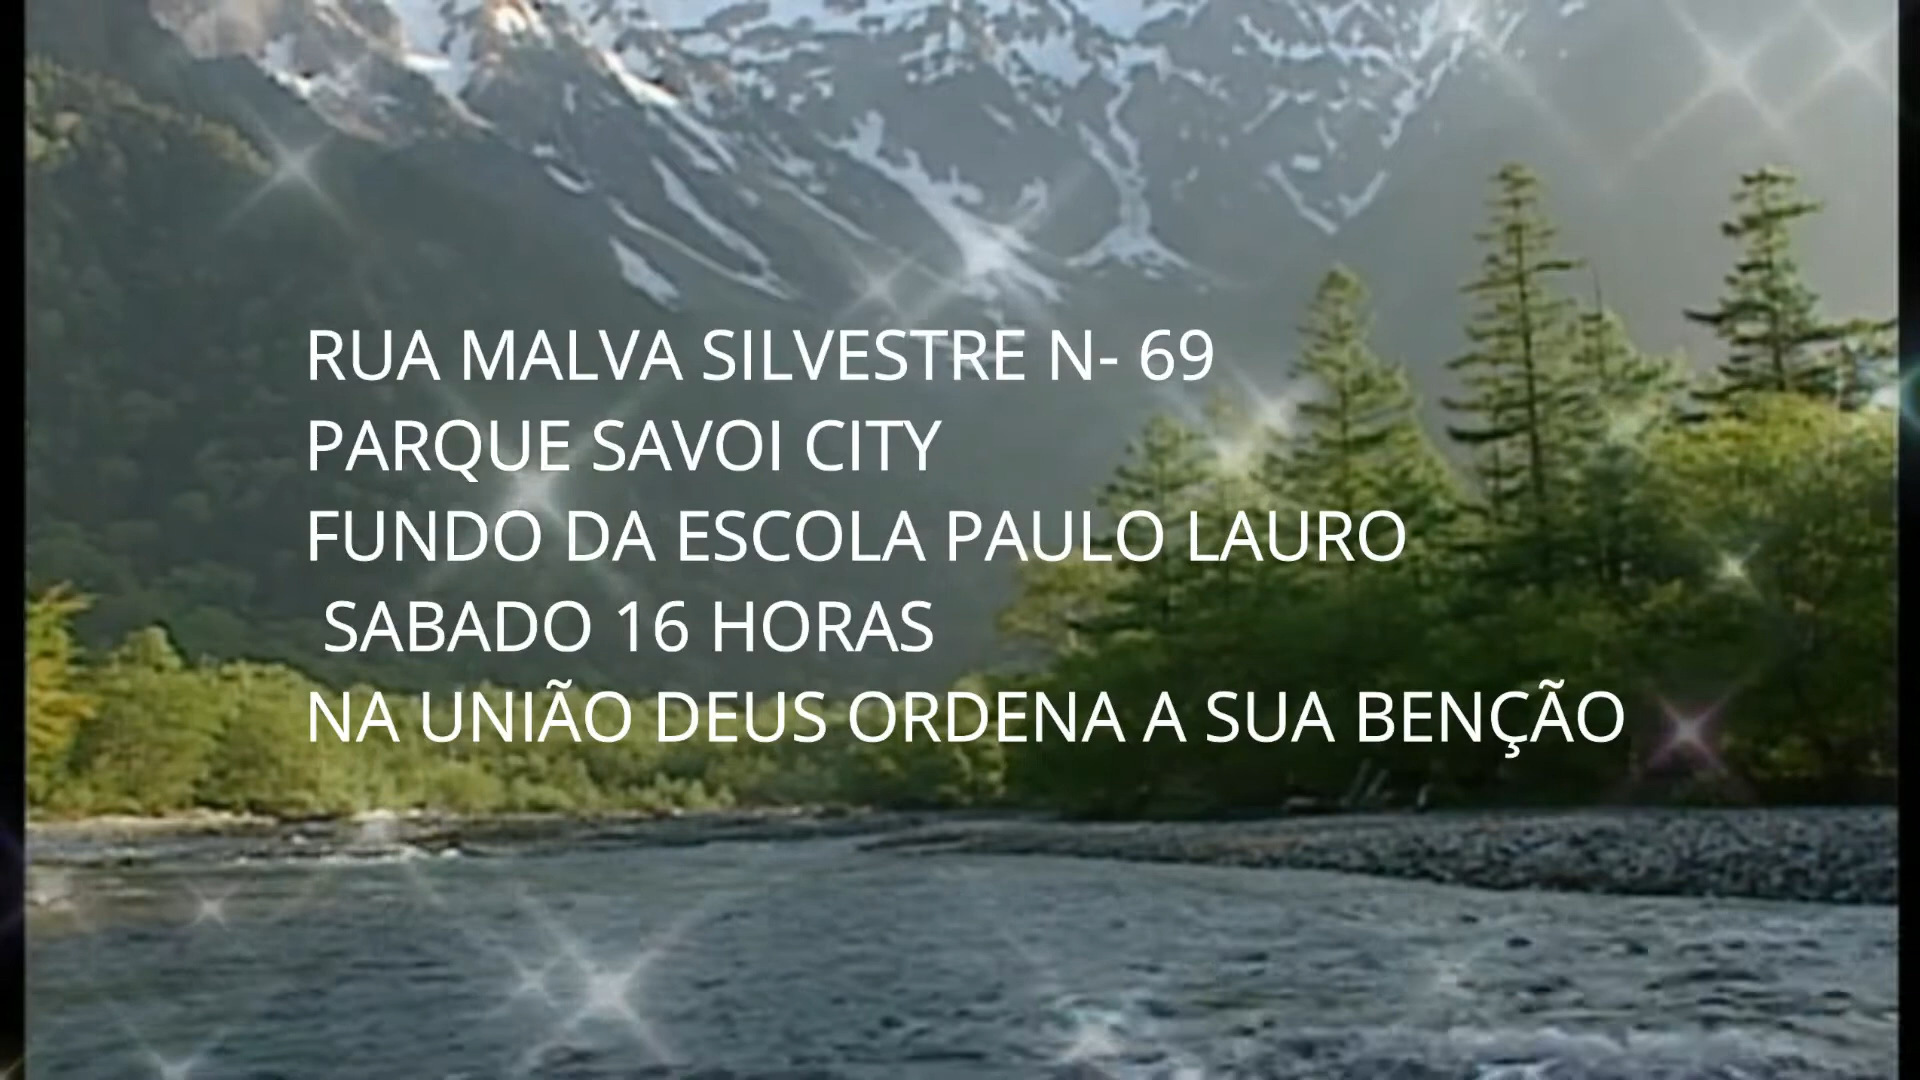 RUA MALVA SILVESTRE N- 69
PARQUE SAVOI CITY
FUNDO DA ESCOLA PAULO LAURO
SABADO 16 HORAS
NA UNIÃO DEUS ORDENA A SUA BENÇÃO